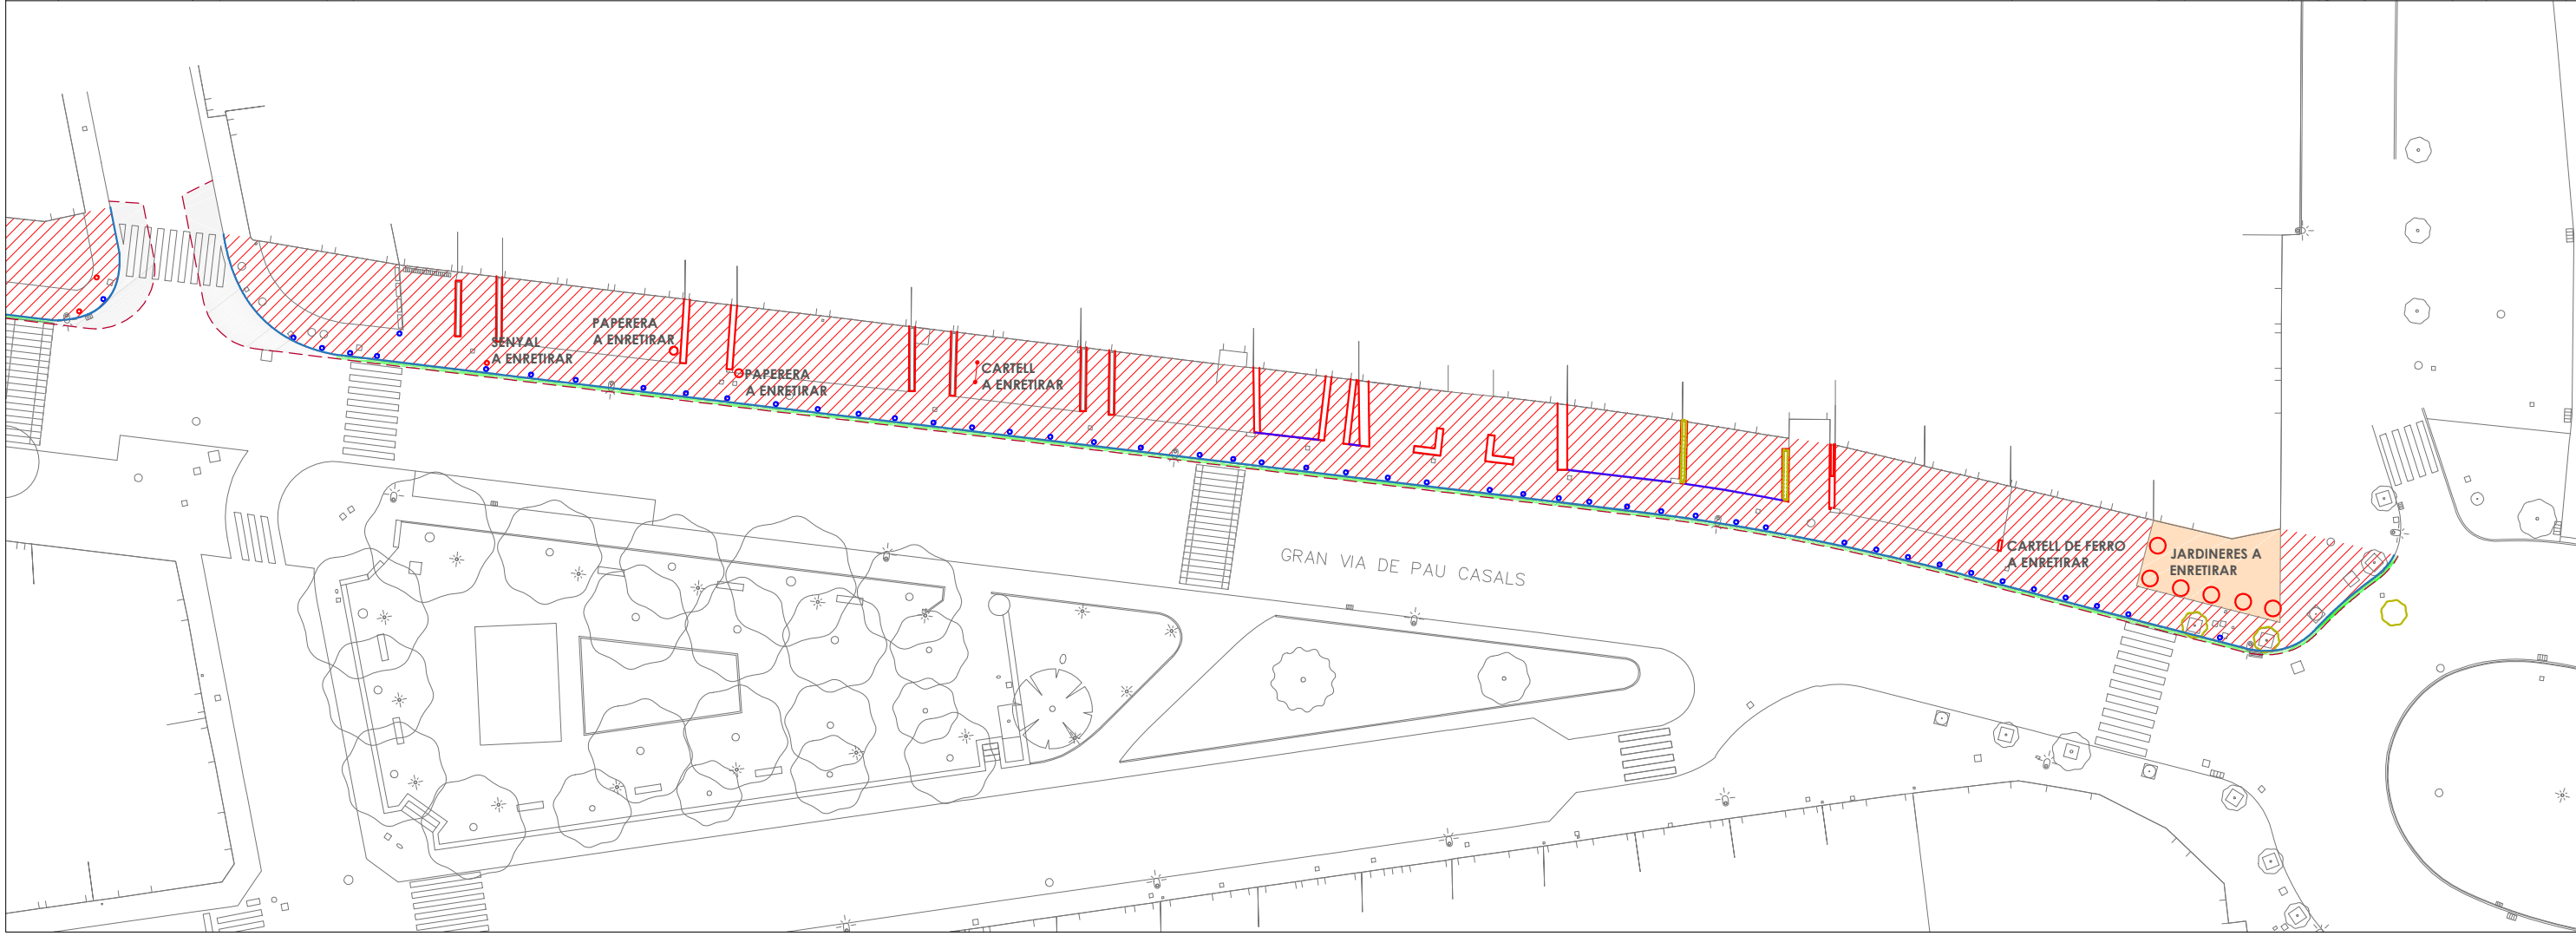 SENYAL
A ENRETIRAR
PAPERERA
A ENRETIRAR
PAPERERA
A ENRETIRAR
CARTELL
A ENRETIRAR
GRAN VIA DE PAU CASALS
CARTELL DE FERRO
A ENRETIRAR
JARDINERES A
ENRETIRAR